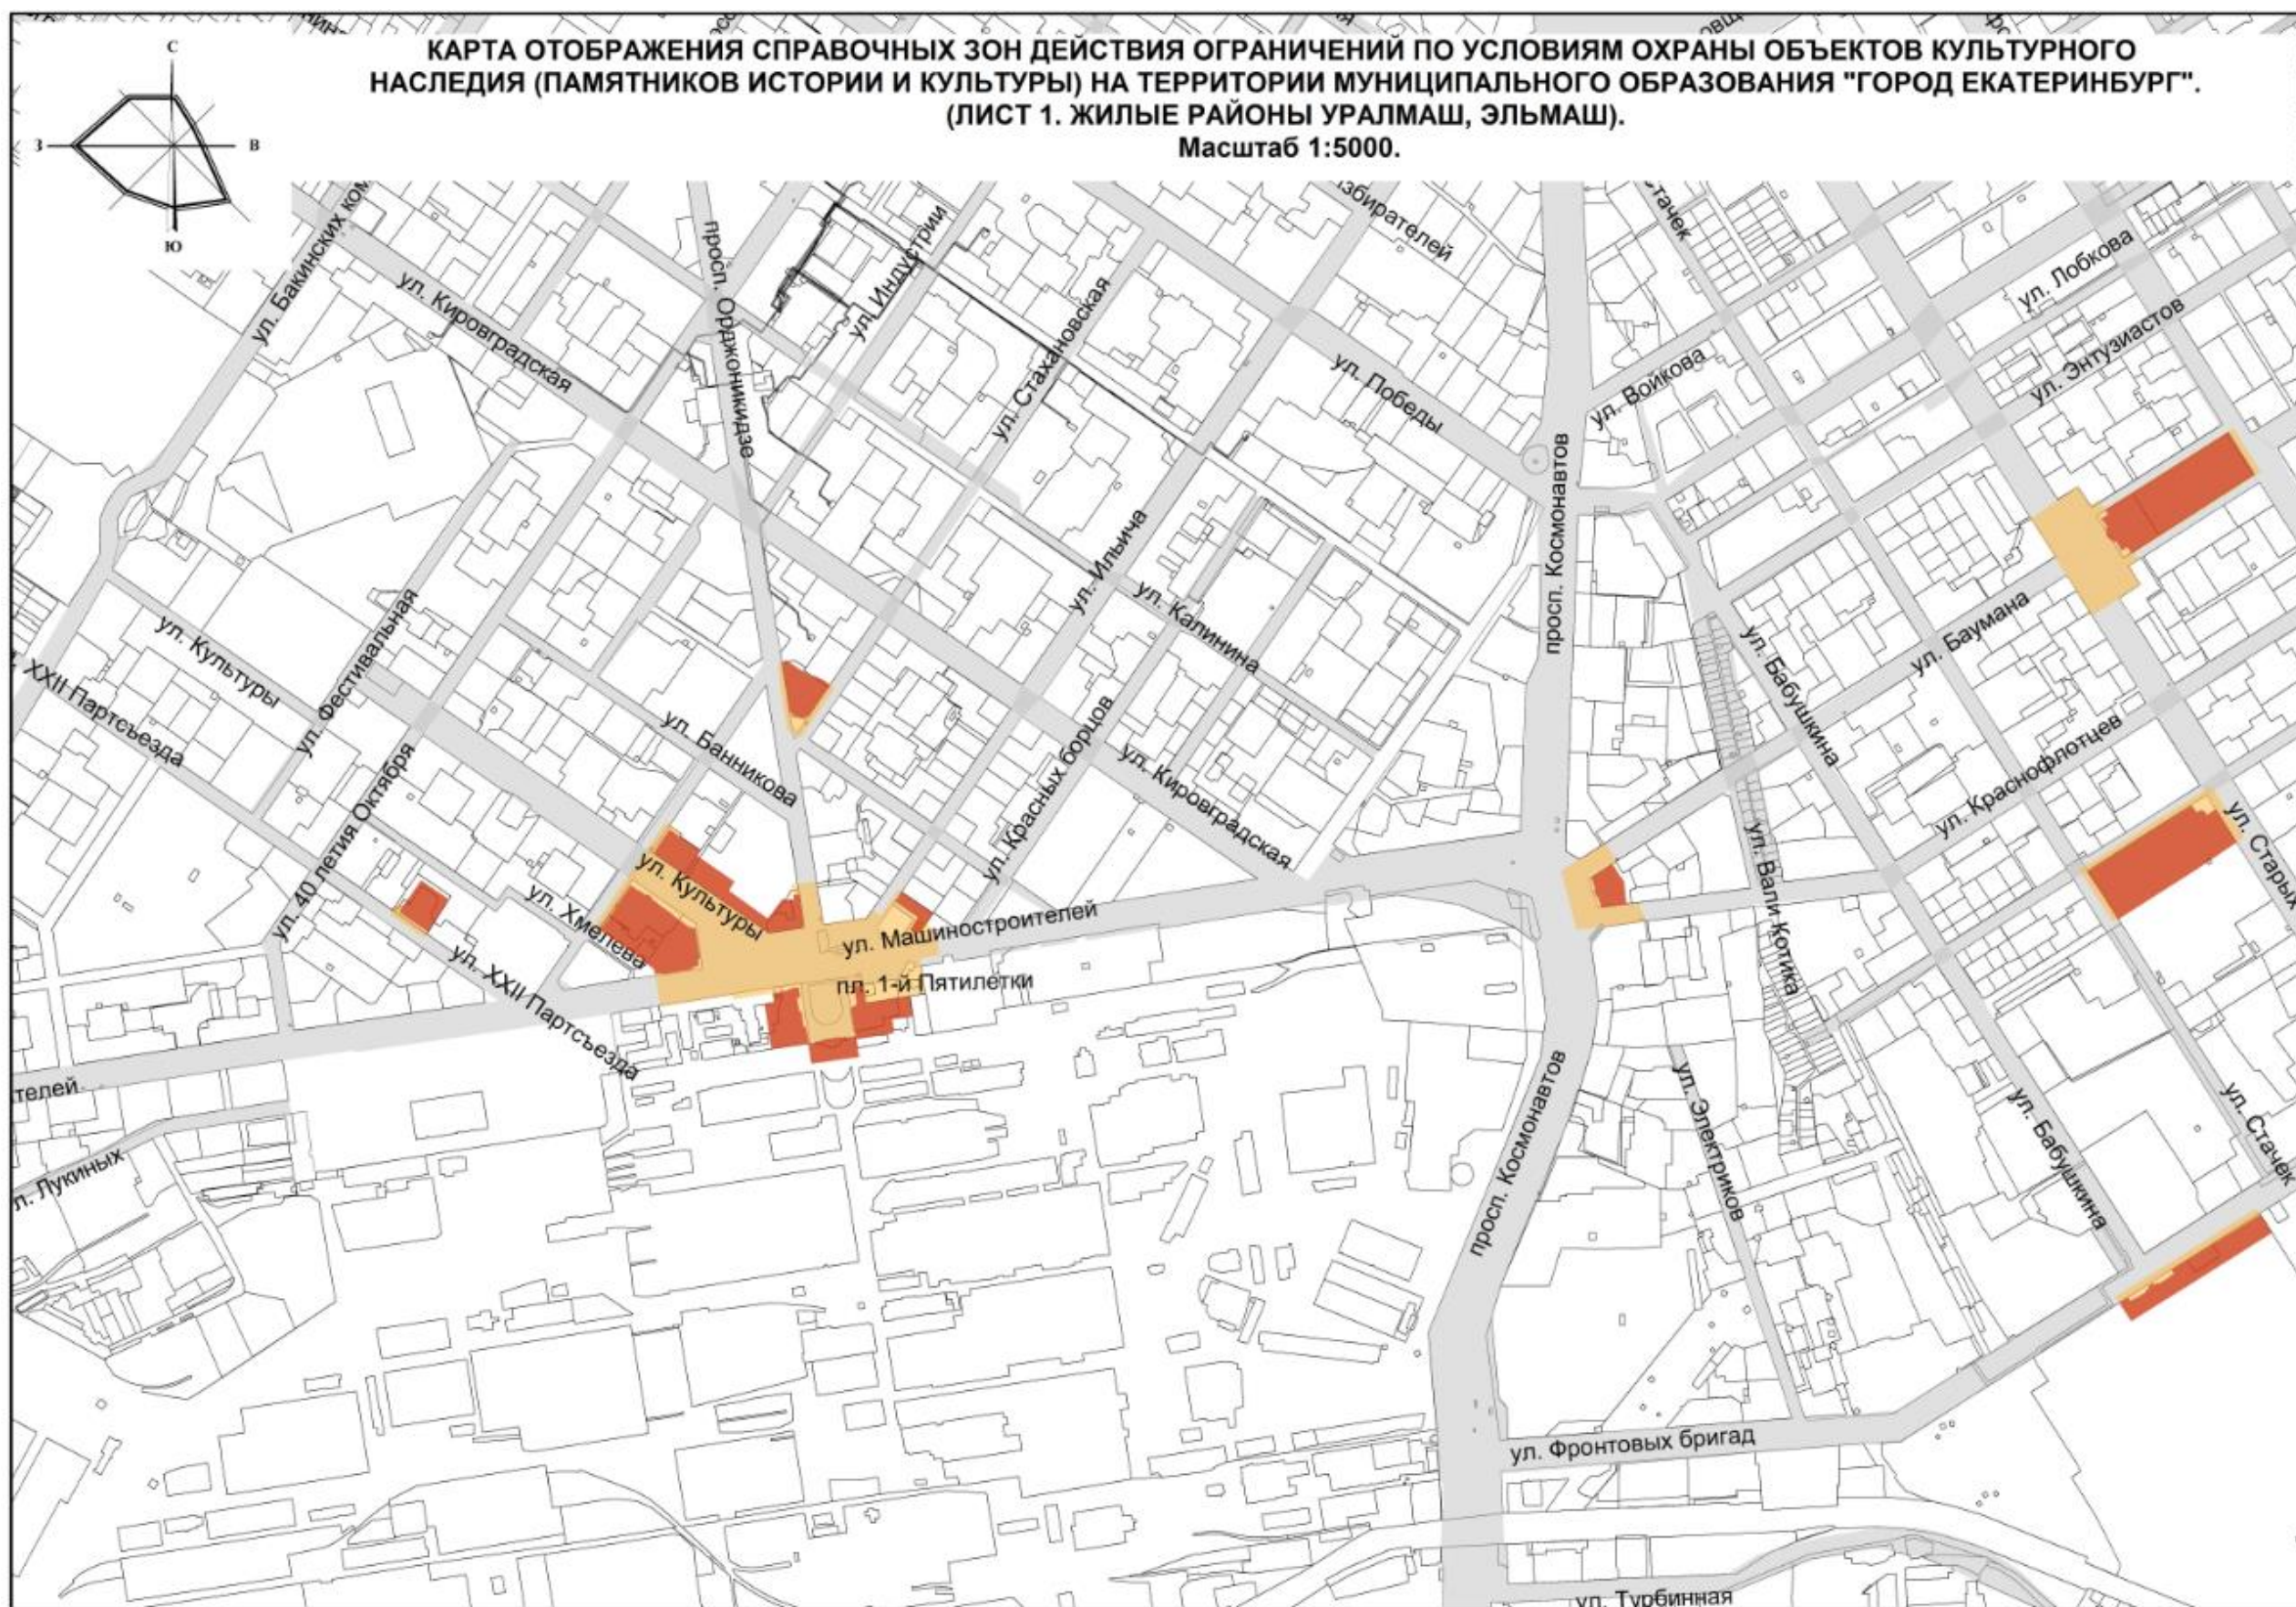 КАРТА ОТОБРАЖЕНИЯ СПРАВОЧНЫХ ЗОН ДЕЙСТВИЯ ОГРАНИЧЕНИЙ ПО УСЛОВИЯМ ОХРАНЫ ОБЪЕКТОВ КУЛЬТУРНОГО
НАСЛЕДИЯ (ПАМЯТНИКОВ ИСТОРИИ И КУЛЬТУРЫ) НА ТЕРРИТОРИИ МУНИЦИПАЛЬНОГО ОБРАЗОВАНИЯ "ГОРОД ЕКАТЕРИНБУРГ".
(ЛИСТ 1. ЖИЛЫЕ РАЙОНЫ УРАЛМАШ, ЭЛЬМАШ).
Масштаб 1:5000.
С
З
В
Ю
ул. Бакинских ком
ул. Кировградская
просп. Орджоникидзе
ул. Индустрии
ул. Стахановская
збирателей
Стачек
ул. Лобкова
ул. Энтузиастов
ул. Победы
ул. Войкова
просп. Космонавтов
ул. Ильича
ул. Калинина
ул. Культуры
ул. Фестивальная
XXII Партсъезда
ул. Банникова
ул. Красных борцов
ул. Кировградская
ул. Бабушкина
ул. Баумана
ул. Краснофлотцев
ул. Старых
ул. 40 летия Октября
ул. Культуры
ул. Хмелева
ул. Машиностроителей
ул. Вали Котика
ул. XXII Партсъезда
пл. 1-й Пятилетки
телей
л. Лукиных
просп. Космонавтов
ул. Электриков
ул. Бабушкина
ул. Стачек
ул. Фронтовых бригад
ул. Турбинная